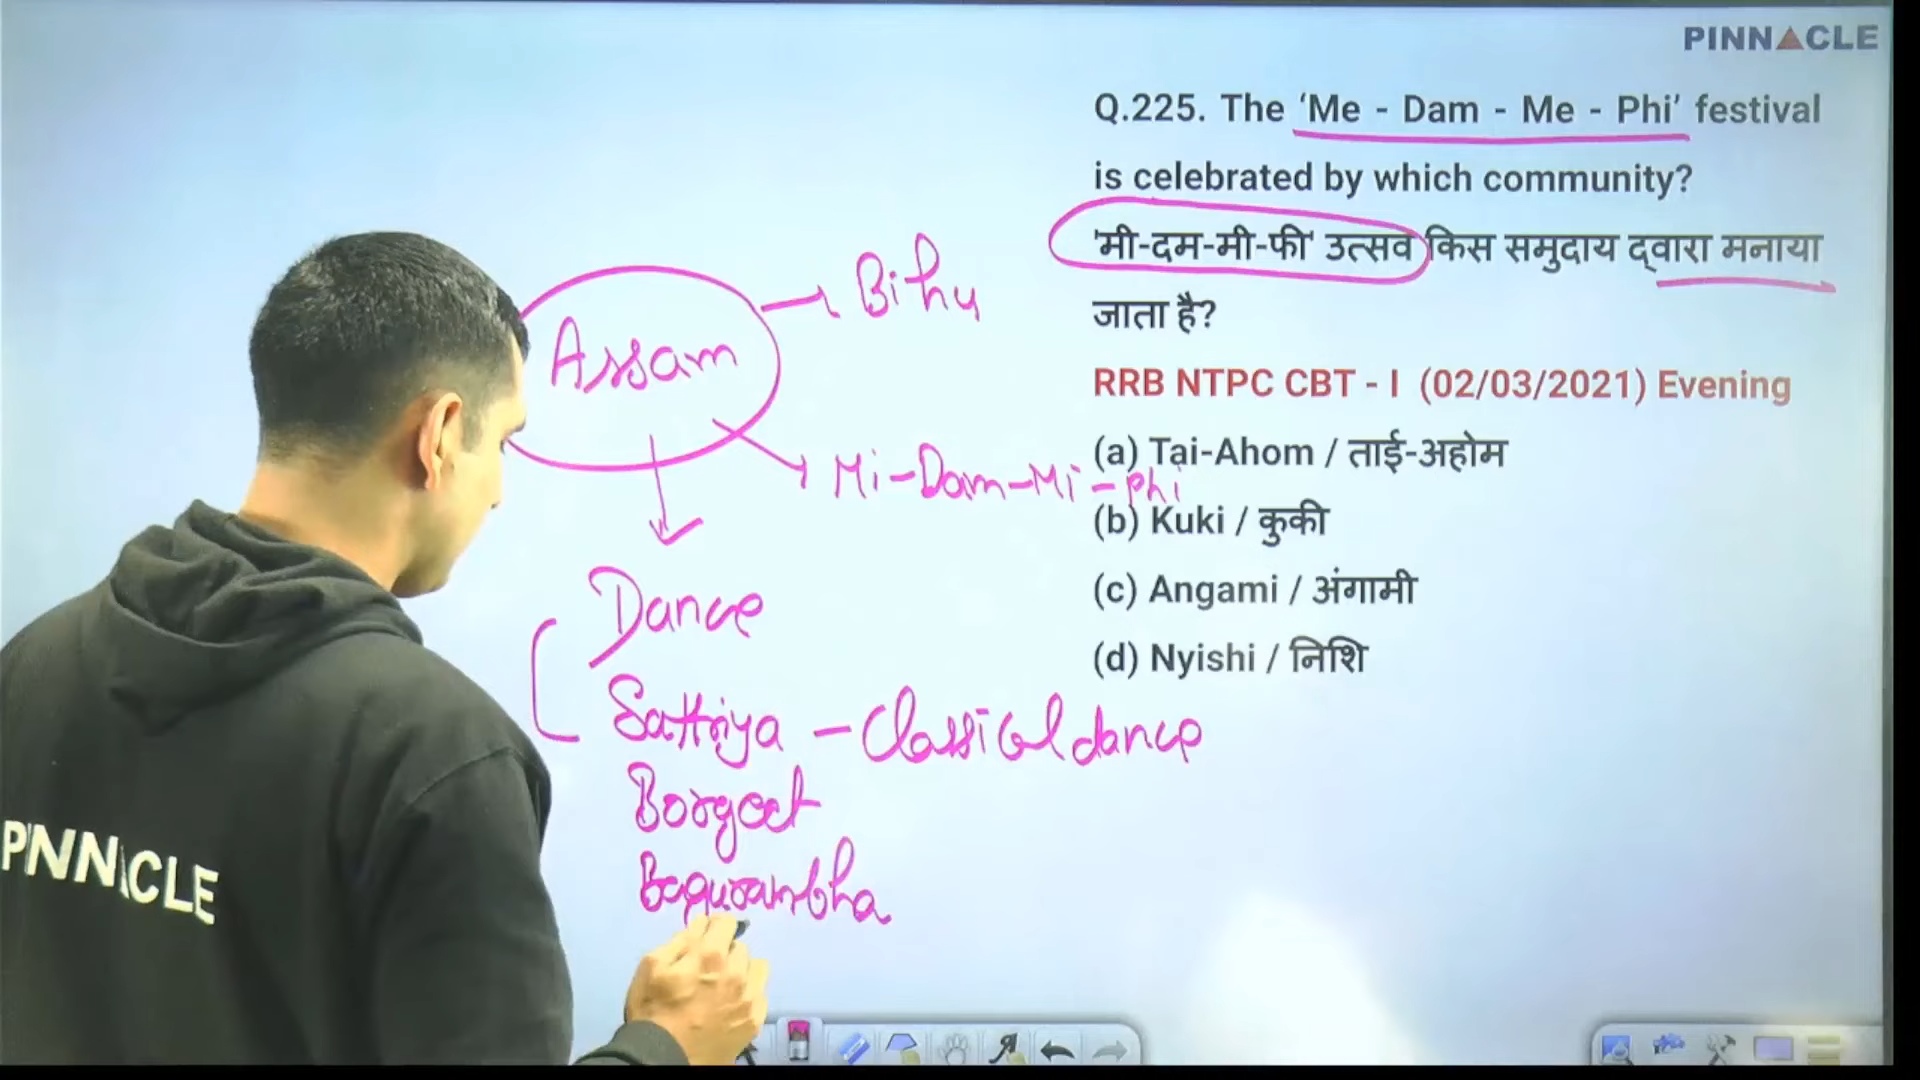 PINNACLE
Q.225. The ‘Me - Dam - Me - Phi’ festival
is celebrated by which community?
'मी-दम-मी-फी' उत्सव किस समुदाय द्वारा मनाया
जाता है?
RRB NTPC CBT - I (02/03/2021) Evening
(a) Tai-Ahom / ताई-अहोम
(b) Kuki / कुकी
(c) Angami / अंगामी
(d) Nyishi / निशि
Assam
Bihu
Mi-Dam-Mi-Phi
Dance
Sattriya - Classical dance
Borgeet
Bagurambha
PINNACLE